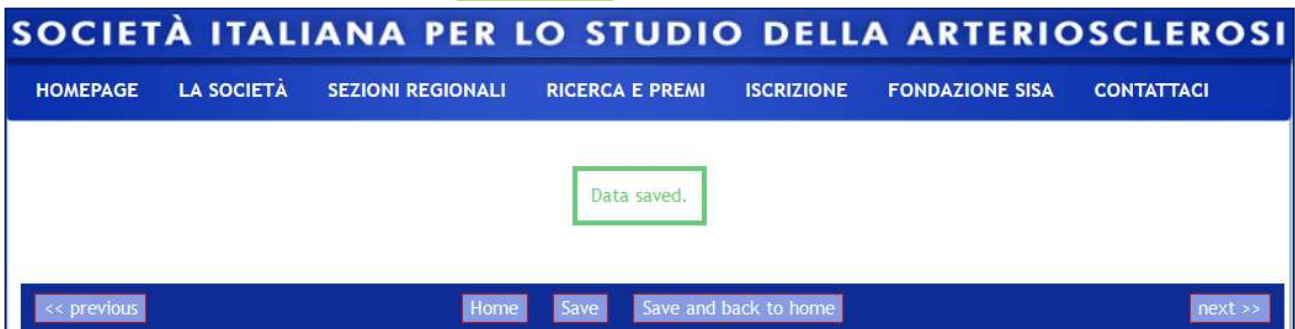 SOCIETÀ ITALIANA PER LO STUDIO DELLA ARTERIOSCLEROSI
HOMEPAGE LA SOCIETÀ SEZIONI REGIONALI RICERCA E PREMI ISCRIZIONE FONDAZIONE SISA CONTATTACI
Data saved.
<< previous Home Save Save and back to home next >>